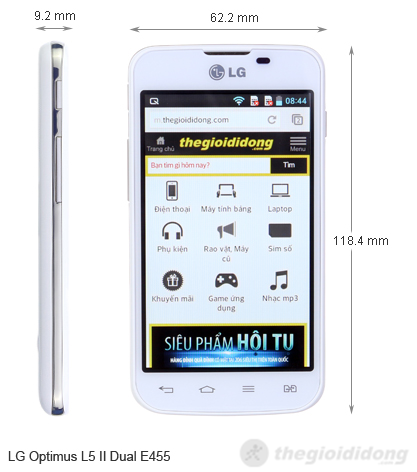 9.2 mm
62.2 mm
LG
08:44
m.thegioididong.com
2
Trang chủ
thegioididong
.com
Menu
Bạn tìm gì hôm nay?
Tìm
Điện thoại
Máy tính bảng
Laptop
Phụ kiện
Rao vặt, Máy cũ
Sim số
Khuyến mãi
Game ứng dụng
Nhạc mp3
SIÊU PHẨM HỘI TỤ
118.4 mm
LG Optimus L5 II Dual E455
thegioididong